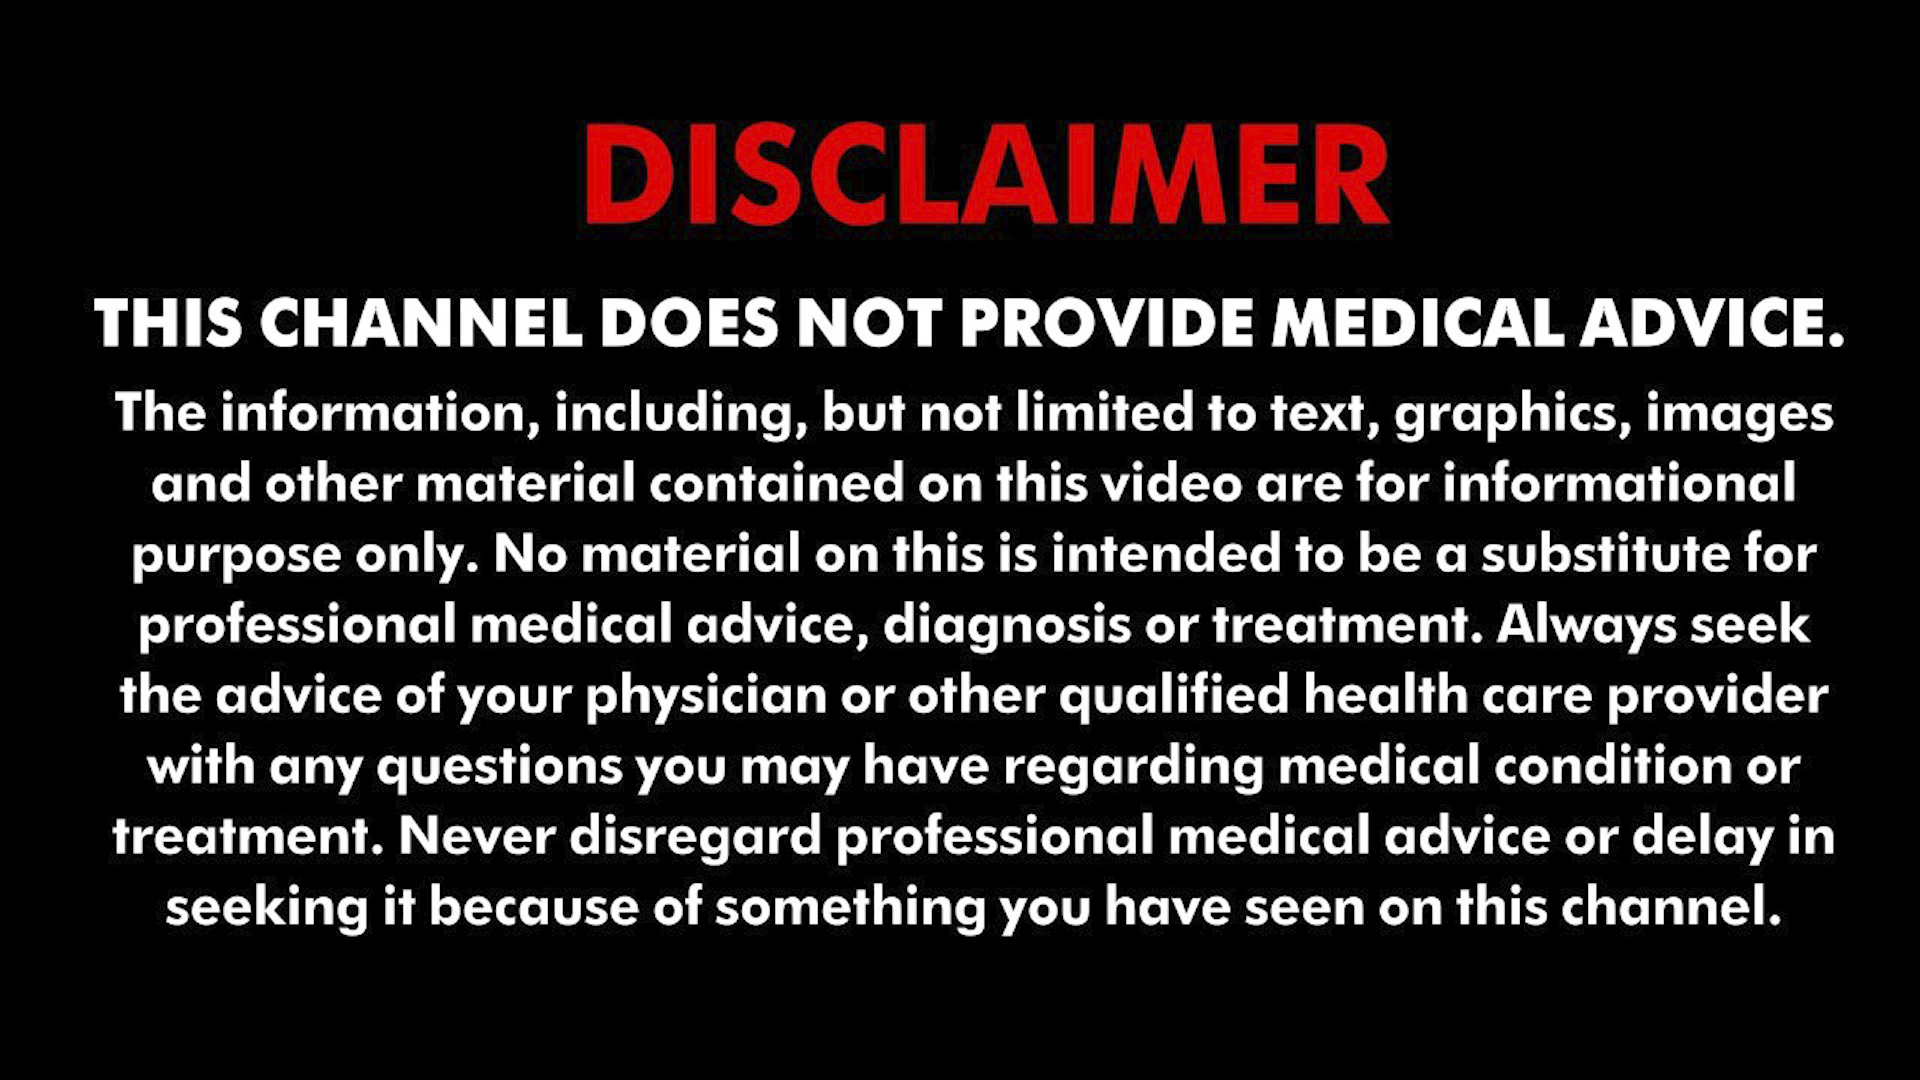 DISCLAIMER
THIS CHANNEL DOES NOT PROVIDE MEDICAL ADVICE.
The information, including, but not limited to text, graphics, images
and other material contained on this video are for informational
purpose only. No material on this is intended to be a substitute for
professional medical advice, diagnosis or treatment. Always seek
the advice of your physician or other qualified health care provider
with any questions you may have regarding medical condition or
treatment. Never disregard professional medical advice or delay in
seeking it because of something you have seen on this channel.